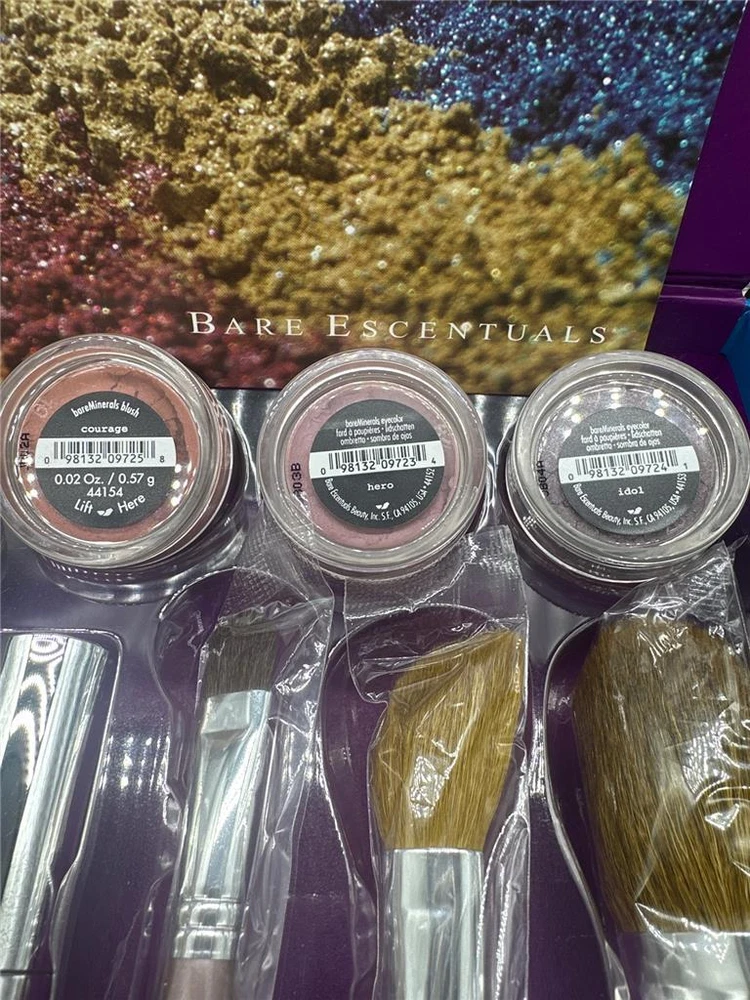 BARE ESCENTUALS
bareMinerals blush
courage
0 98132 09725 8
0.02 Oz. / 0.57 g
44154
Lift Here
bareMinerals eyecolor
fard à paupières • lidschatten
ombretto • sombra de ojos
0 98132 09723 4
hero
Bare Escentuals Beauty, Inc. S.F., CA 94105, USA • 44152
03B
bareMinerals eyecolor
fard à paupières • lidschatten
ombretto • sombra de ojos
0 98132 09724 1
idol
Bare Escentuals Beauty, Inc. S.F., CA 94105, USA • 44153